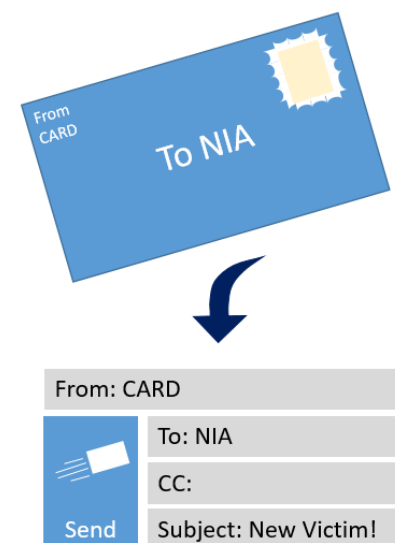 From
CARD
To NIA
From: CARD
To: NIA
CC:
Send
Subject: New Victim!